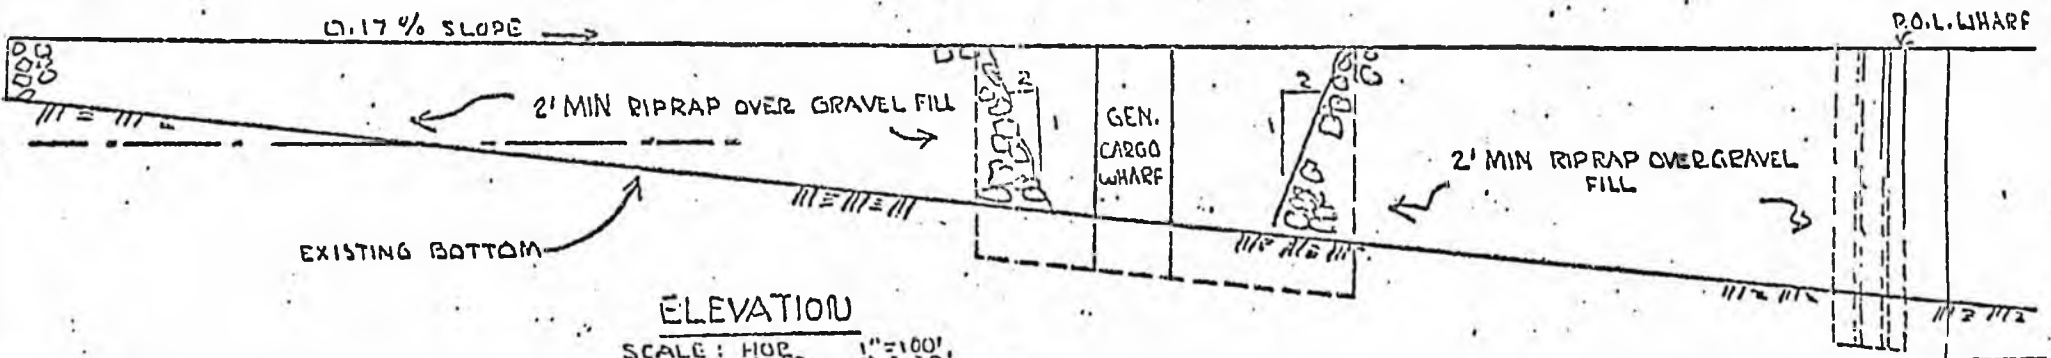 0.17 % SLOPE
P.O.L. WHARF
2' MIN RIPRAP OVER GRAVEL FILL
2
1
GEN.
CARGO
WHARF
2
1
2' MIN RIPRAP OVER GRAVEL
FILL
EXISTING BOTTOM
ELEVATION
SCALE: HOR. 1"=100'